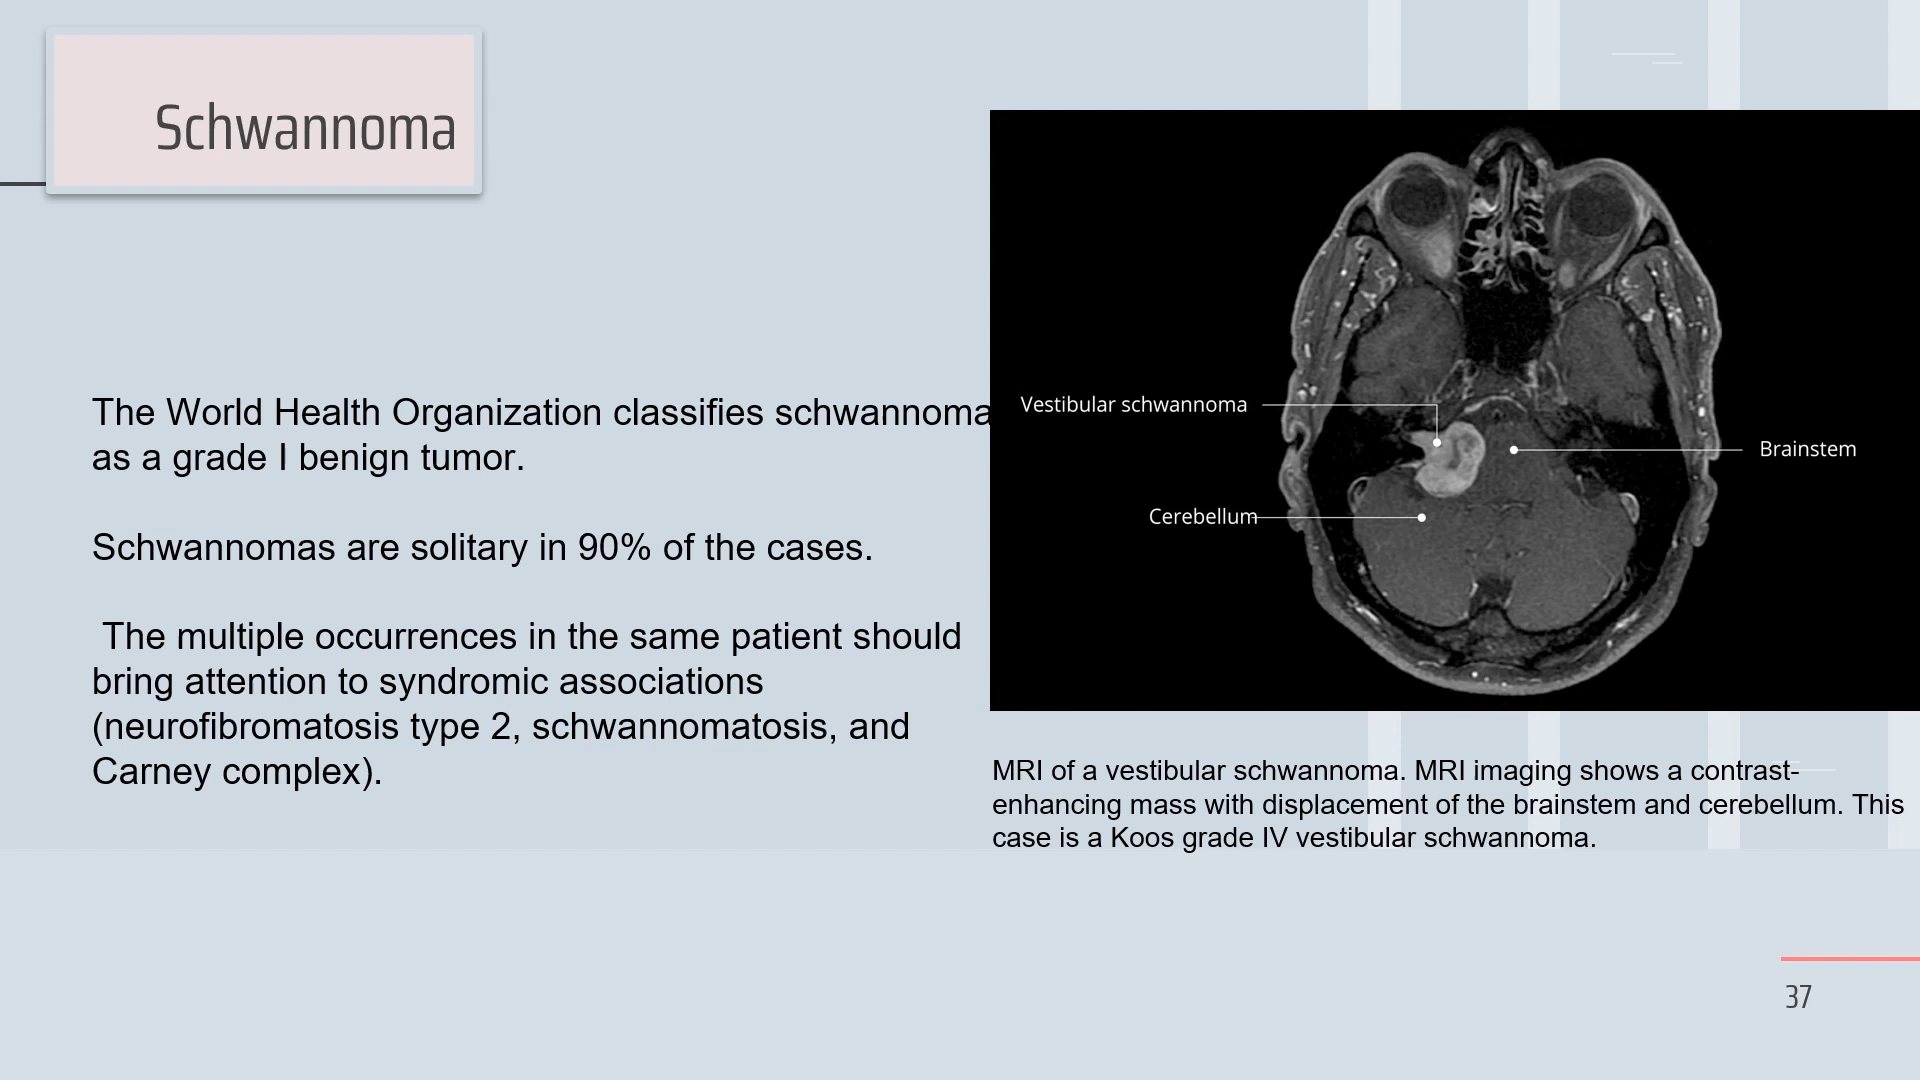 Schwannoma
The World Health Organization classifies schwannoma
as a grade I benign tumor.
Schwannomas are solitary in 90% of the cases.
The multiple occurrences in the same patient should
bring attention to syndromic associations
(neurofibromatosis type 2, schwannomatosis, and
Carney complex).
Vestibular schwannoma
Brainstem
Cerebellum
MRI of a vestibular schwannoma. MRI imaging shows a contrast-
enhancing mass with displacement of the brainstem and cerebellum. This
case is a Koos grade IV vestibular schwannoma.
37